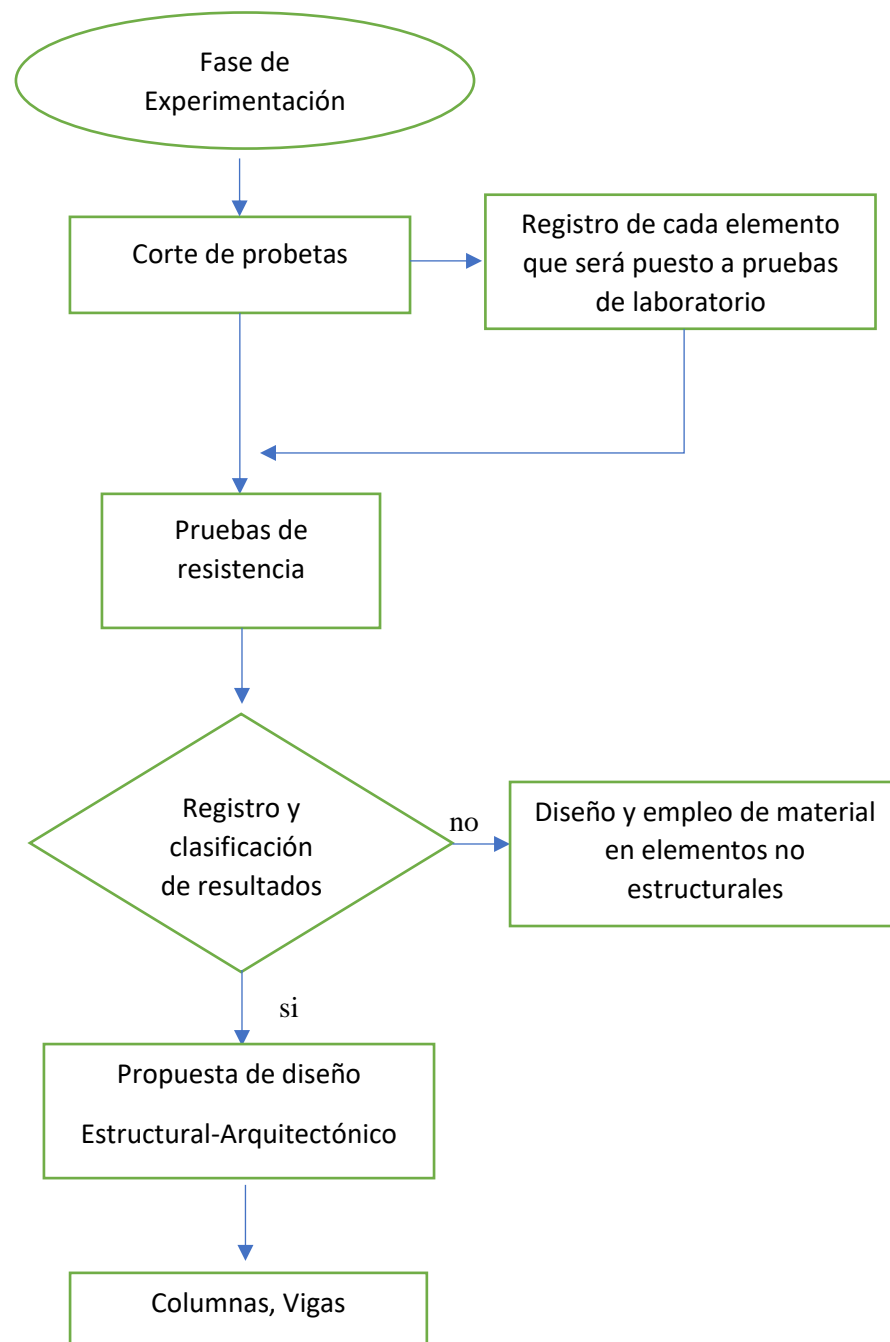 Fase de
Experimentación
Corte de probetas
Registro de cada elemento
que será puesto a pruebas
de laboratorio
Pruebas de
resistencia
Registro y
clasificación
de resultados
no
Diseño y empleo de material
en elementos no
estructurales
si
Propuesta de diseño
Estructural-Arquitectónico
Columnas, Vigas